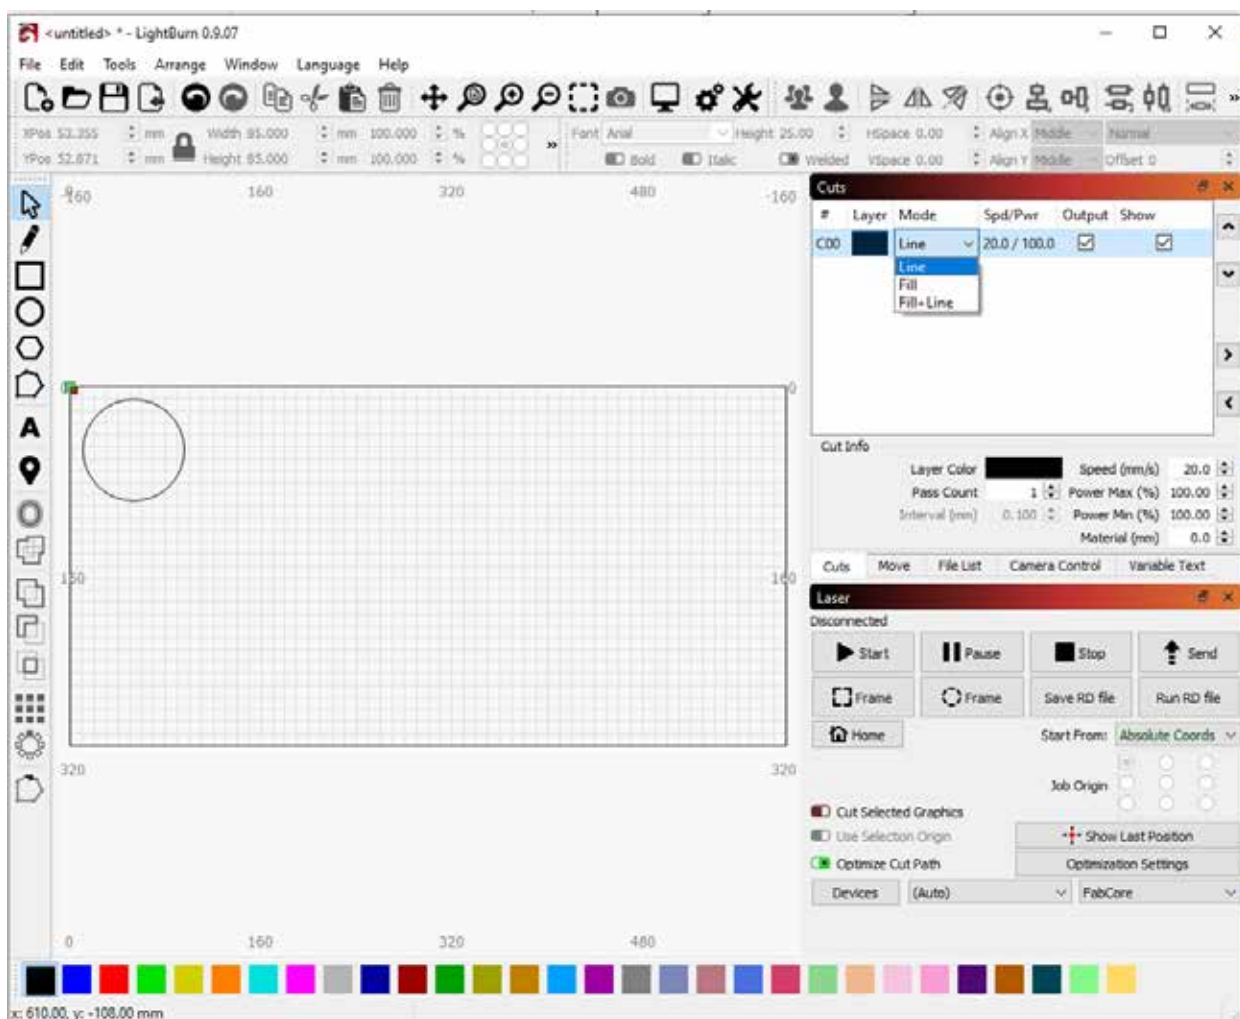 <untitled> * - LightBurn 0.9.07
File Edit Tools Arrange Window Language Help
XPos 53.355 mm Width 85.000 mm 100.000 % Font Arial Height 25.00 HSpace 0.00 Align X Middle Normal
YPos 52.071 mm Height 85.000 mm 100.000 % Bold Italic Welded VSpace 0.00 Align Y Middle Offset 0
160 320 480 -160
Cuts
# Layer Mode Spd/Pwr Output Show
C00 Line 20.0 / 100.0
Line
Fill
Fill+Line
0
Cut Info
Layer Color Speed (mm/s) 20.0
Pass Count 1 Power Max (%) 100.00
Interval (mm) 0.100 Power Min (%) 100.00
Material (mm) 0.0
Cuts Move File List Camera Control Variable Text
160 160
Laser
Disconnected
Start Pause Stop Send
Frame Frame Save RD file Run RD file
Home Start From: Absolute Coords
320 320
Job Origin
Cut Selected Graphics
Use Selection Origin Show Last Position
Optimize Cut Path Optimization Settings
Devices (Auto) FabCore
0 160 320 480
x: 610.00, y: -108.00 mm